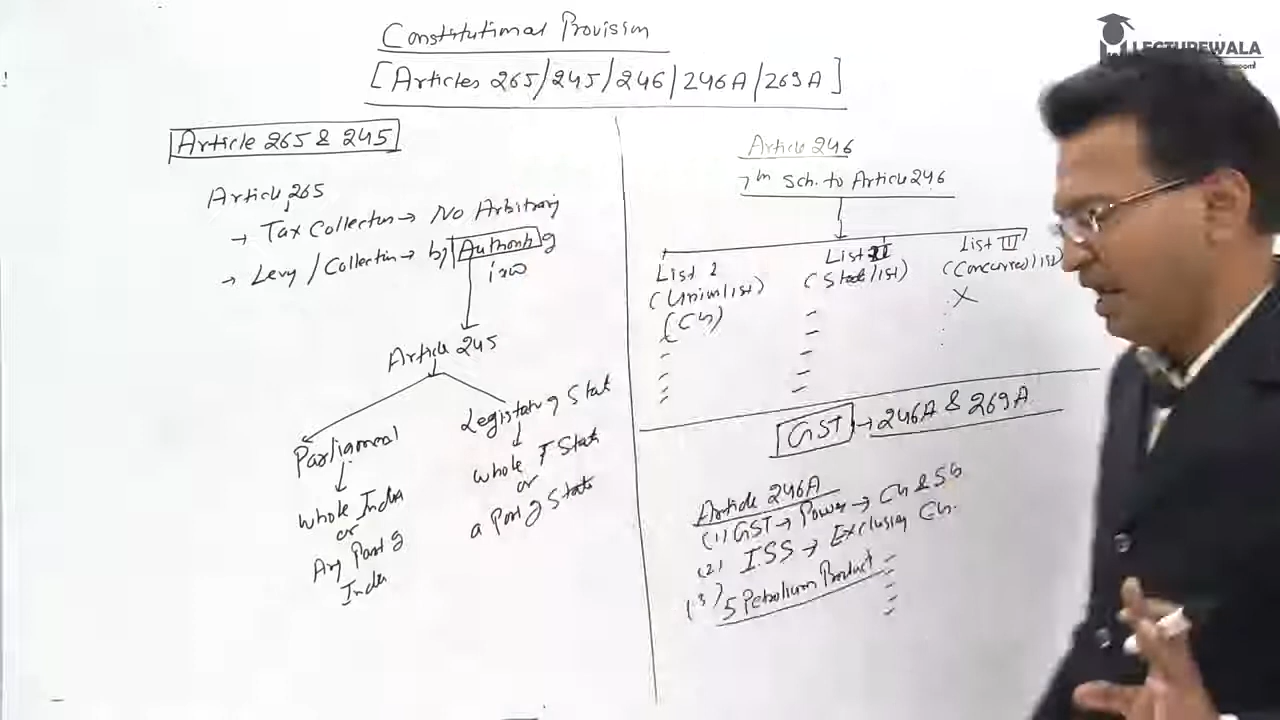 Constitutional Provission
[Articles 265/245/246/246A/269A]
LECTUREWALA
Article 265 & 245
Article 265
→ Tax Collection → No Arbitrary
→ Levy / Collection → by Authority of
law
Article 245
Parliament
whole India
or
Any Part of
India
Legislatur of State
whole of State
or
a Part of State
Article 246
7th Sch. to Article 246
List I
(Union list)
(CG)
List II
(State list)
List III
(Concurred list)
X
GST → 246A & 269A
Article 246A
(1) GST → Power → CG & SG
(2) ISS → Exclusive CG.
(3) 5 Petrolium Product